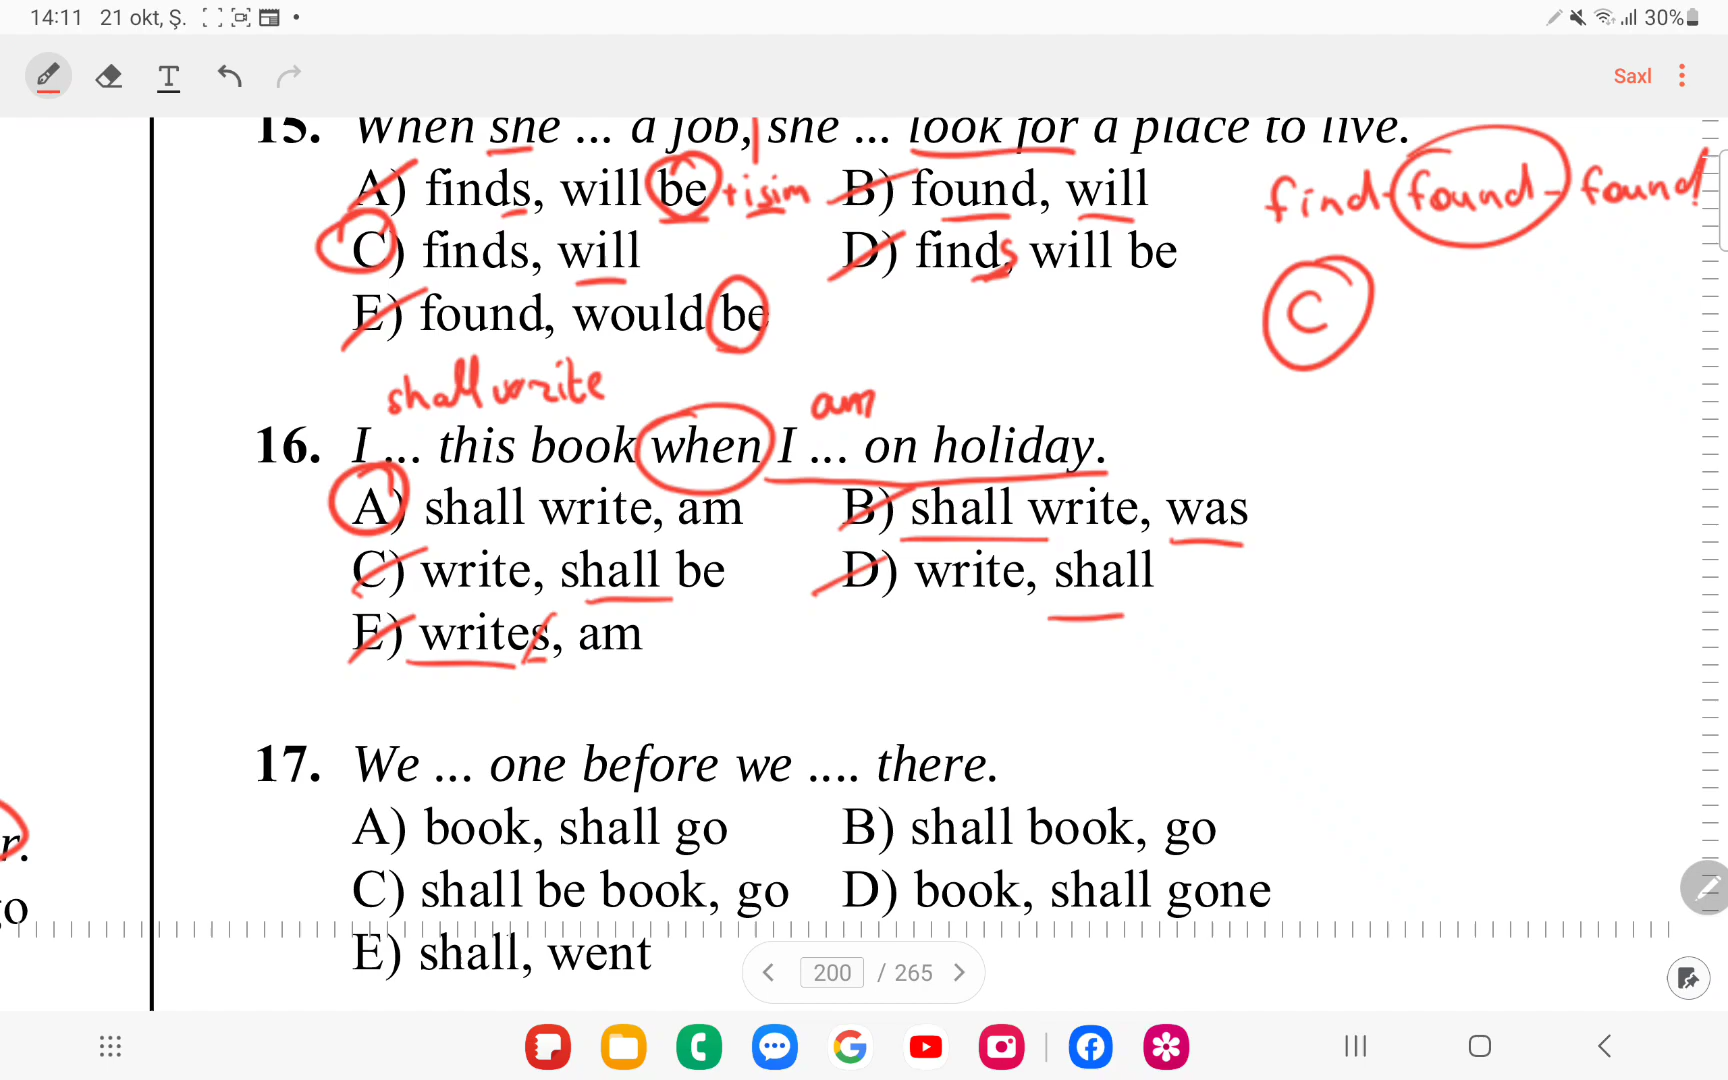 14:11 21 okt, Ş. 30%
T Saxl
15. When she ... a job, she ... look for a place to live.
A) finds, will be +isim B) found, will
find-found-found!
C) finds, will D) finds will be
C
E) found, would be
shall write am
16. I ... this book when I ... on holiday.
A) shall write, am B) shall write, was
C) write, shall be D) write, shall
E) writes, am
17. We ... one before we .... there.
r.
A) book, shall go B) shall book, go
C) shall be book, go D) book, shall gone
o
E) shall, went
200 / 265